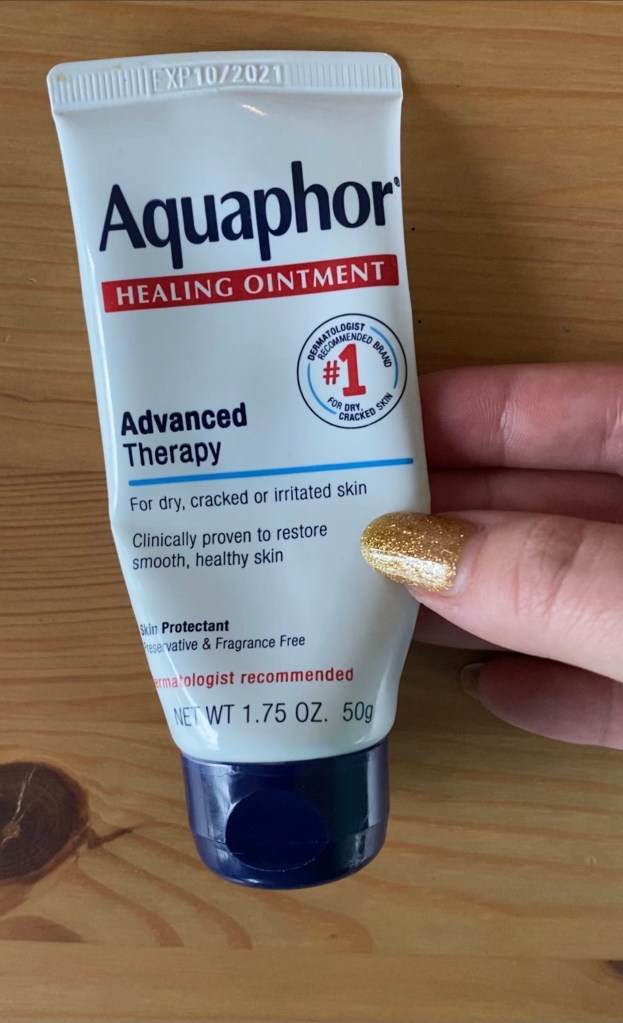 EXP10/2021
Aquaphor®
HEALING OINTMENT
DERMATOLOGIST
RECOMMENDED BRAND
#1
FOR DRY,
CRACKED SKIN
Advanced
Therapy
For dry, cracked or irritated skin
Clinically proven to restore
smooth, healthy skin
Skin Protectant
Preservative & Fragrance Free
ermatologist recommended
NET WT 1.75 OZ. 50g